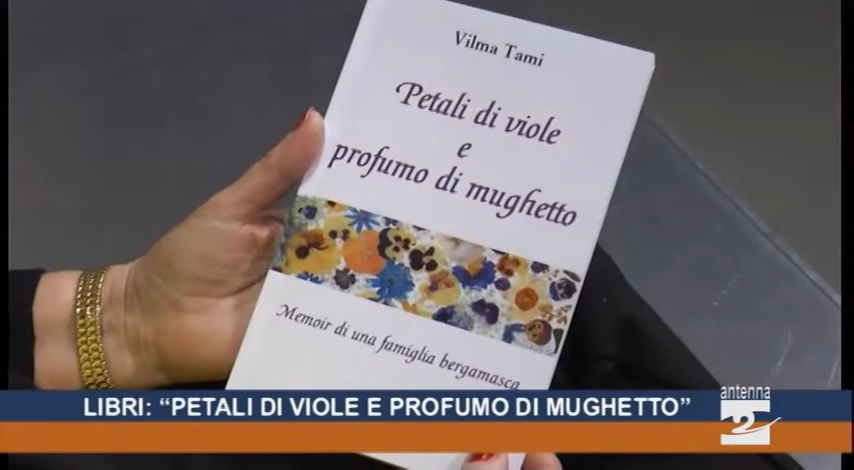 Vilma Tami
Petali di viole
e
profumo di mughetto
Memoir di una famiglia bergamasca
LIBRI: “PETALI DI VIOLE E PROFUMO DI MUGHETTO”
antenna
2